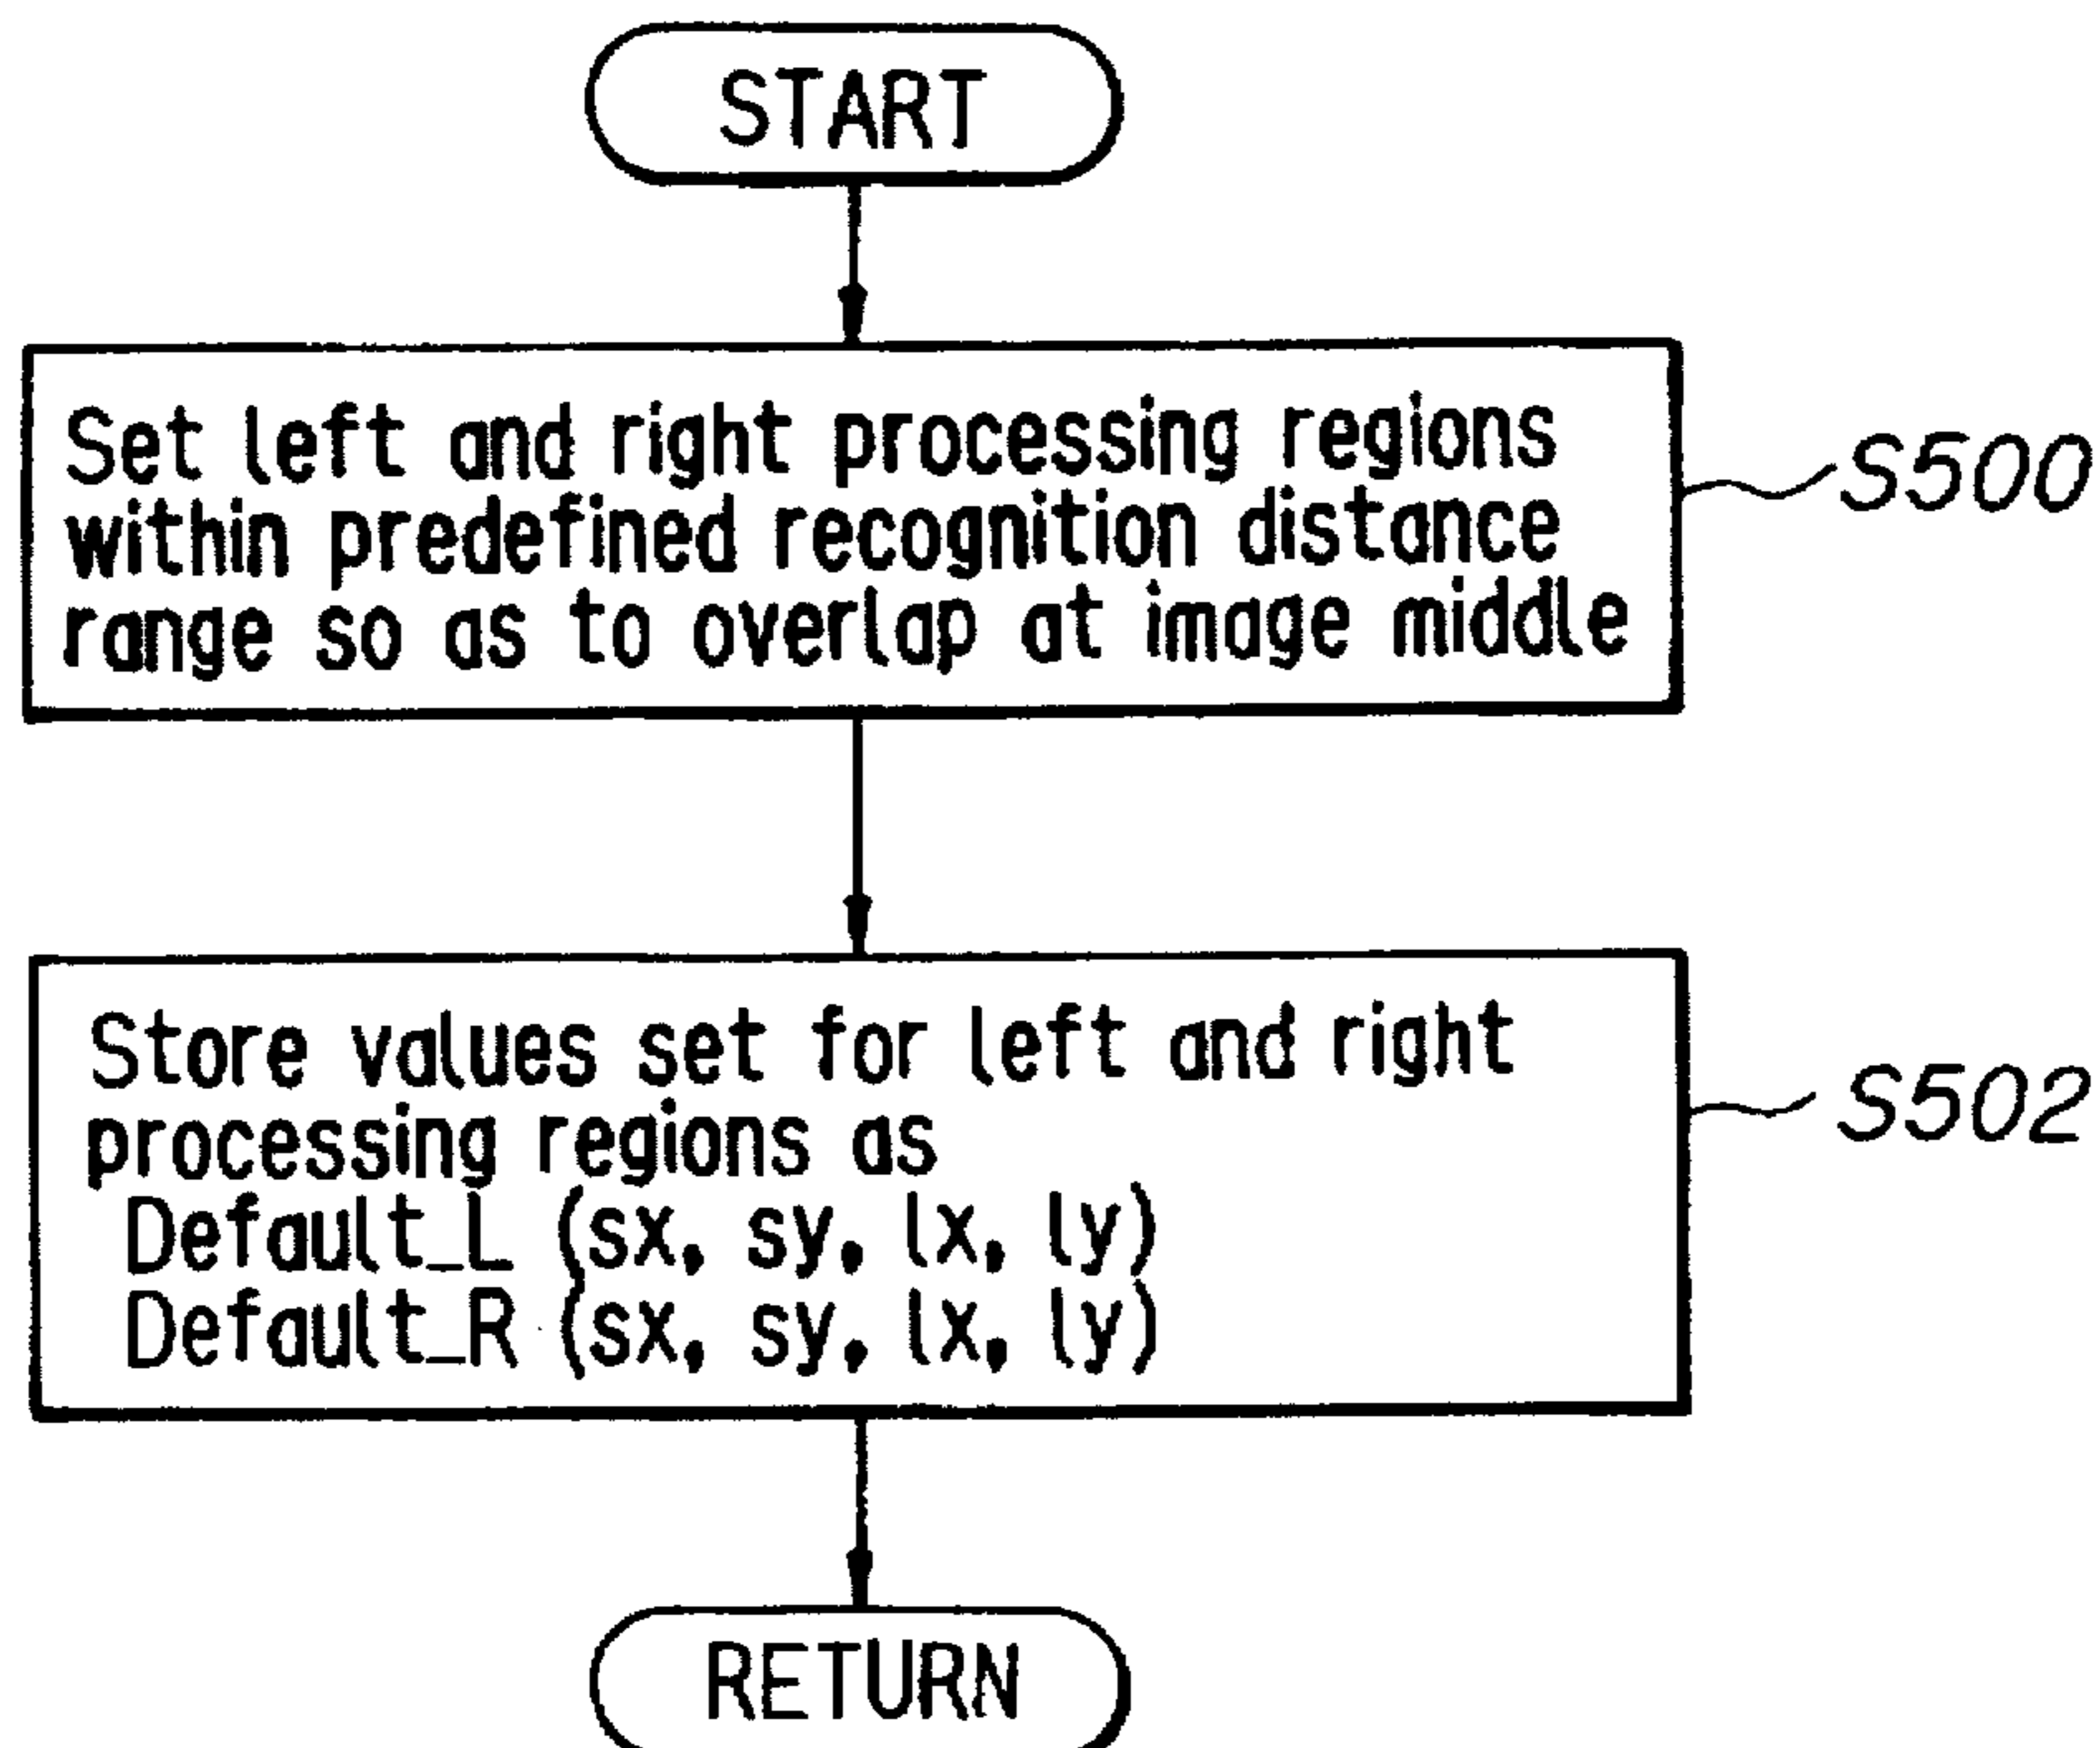 START
Set left and right processing regions
within predefined recognition distance
range so as to overlap at image middle
S500
Store values set for left and right
processing regions as
Default_L (sx, sy, lx, ly)
Default_R (sx, sy, lx, ly)
S502
RETURN